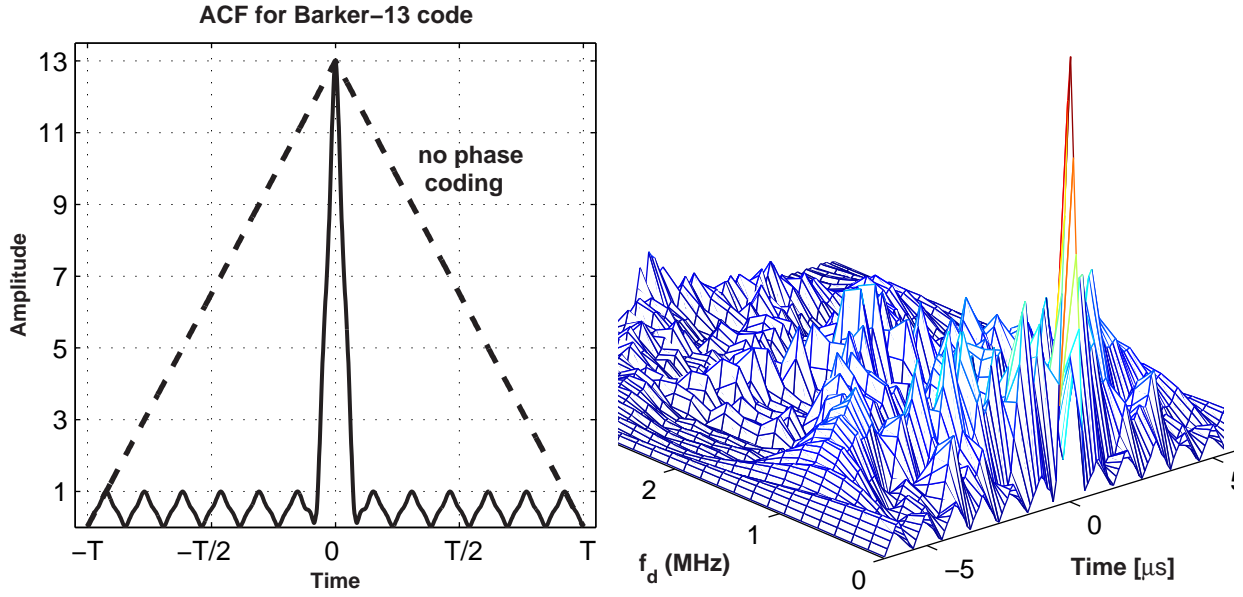 ACF for Barker−13 code
13
11
9
7
5
3
1
Amplitude
no phase
coding
−T
−T/2
0
T/2
T
Time
2
1
0
f_d (MHz)
−5
0
5
Time [μs]